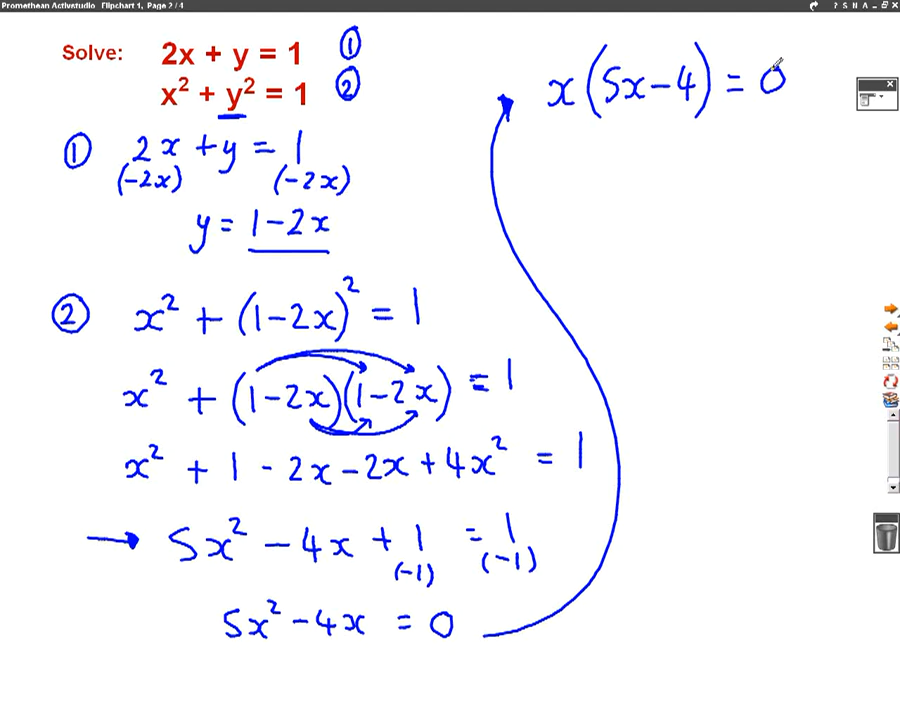 Promethean Activstudio Flipchart 1, Page 2 / 4
? S N A
Solve: 2x + y = 1 ①
x² + y² = 1 ②
① 2x + y = 1
(-2x) (-2x)
y = 1 - 2x
② x² + (1 - 2x)² = 1
x² + (1 - 2x)(1 - 2x) = 1
x² + 1 - 2x - 2x + 4x² = 1
→ 5x² - 4x + 1 = 1
(-1) (-1)
5x² - 4x = 0
x(5x - 4) = 0